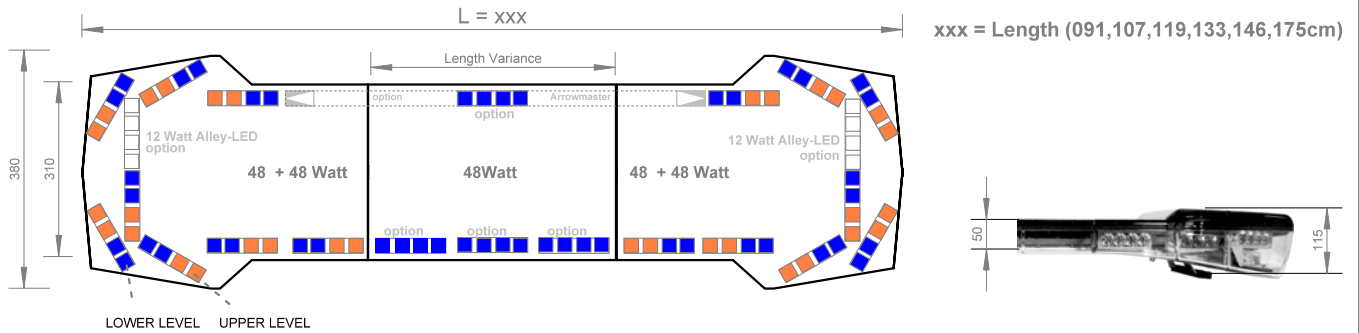 L = xxx
xxx = Length (091,107,119,133,146,175cm)
Length Variance
option
Arrowmaster
option
12 Watt Alley-LED
option
12 Watt Alley-LED
option
380
310
48 + 48 Watt
48Watt
48 + 48 Watt
option
option
option
50
115
LOWER LEVEL
UPPER LEVEL